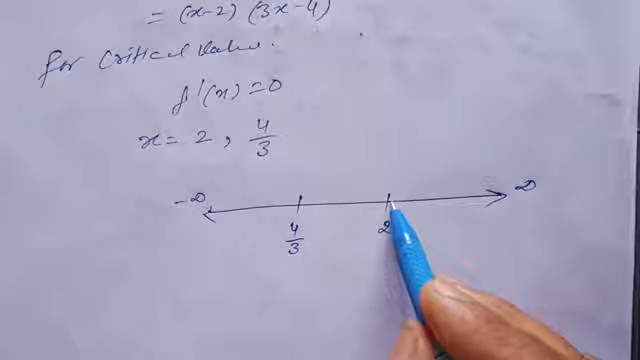 = (x-2) (3x-4)
for critical value.
f'(x) = 0
x = 2, 4/3
-∞ ∞
4/3 2